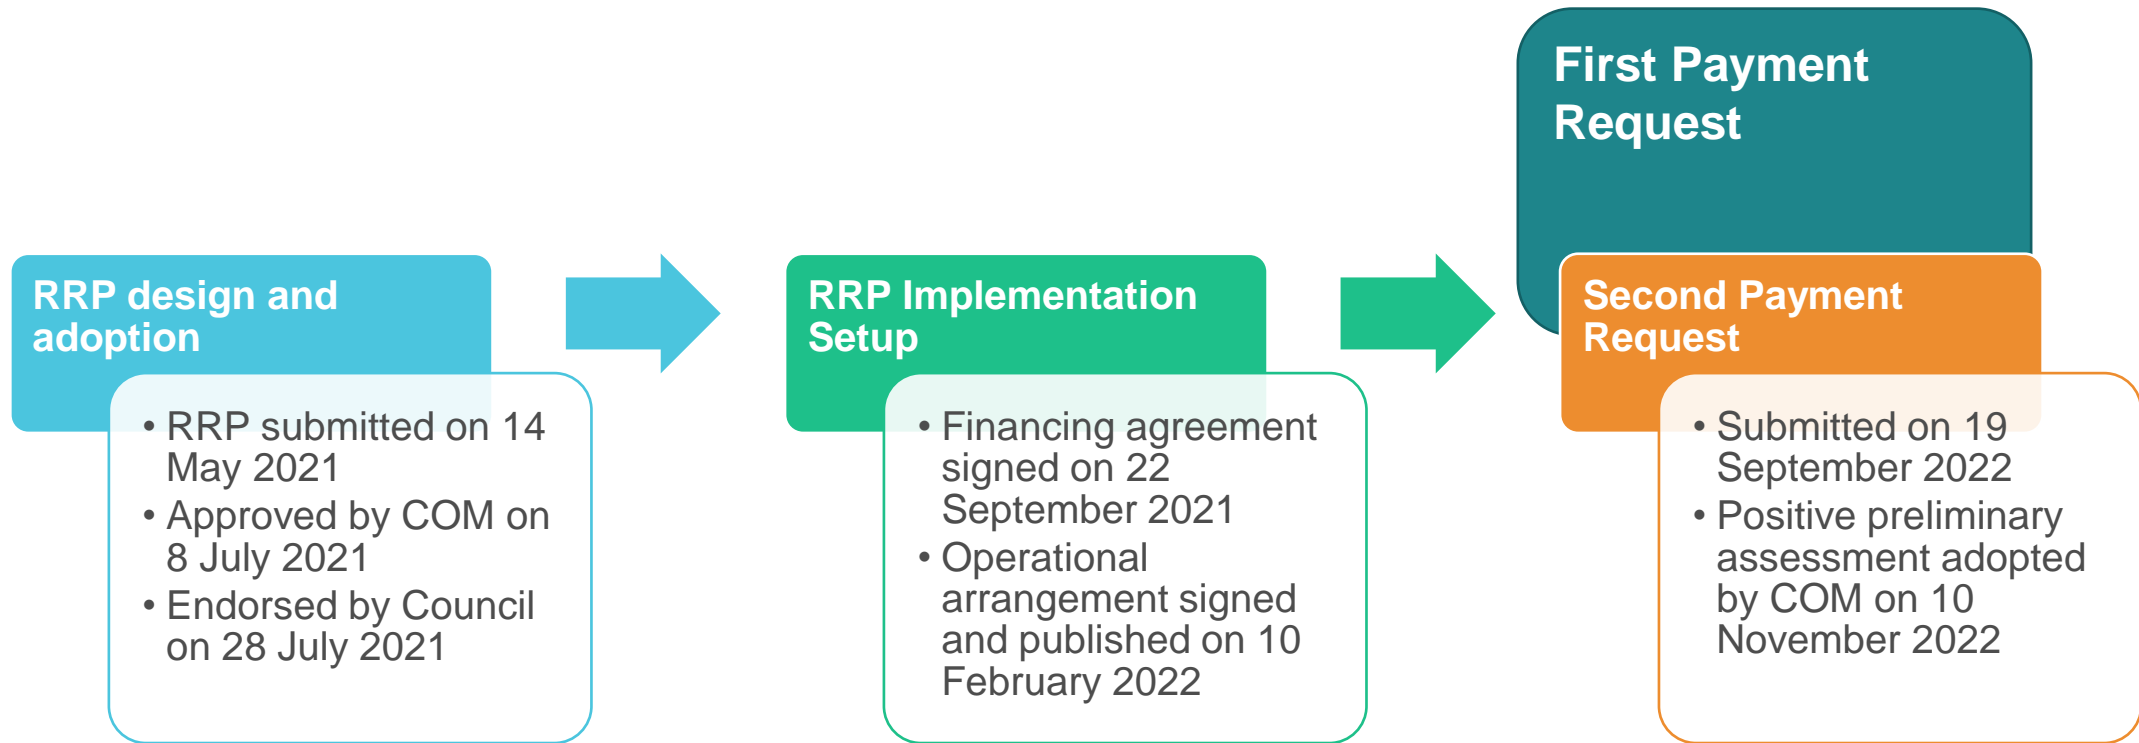 RRP design and
adoption
• RRP submitted on 14
May 2021
• Approved by COM on
8 July 2021
• Endorsed by Council
on 28 July 2021
RRP Implementation
Setup
• Financing agreement
signed on 22
September 2021
• Operational
arrangement signed
and published on 10
February 2022
First Payment
Request
Second Payment
Request
• Submitted on 19
September 2022
• Positive preliminary
assessment adopted
by COM on 10
November 2022